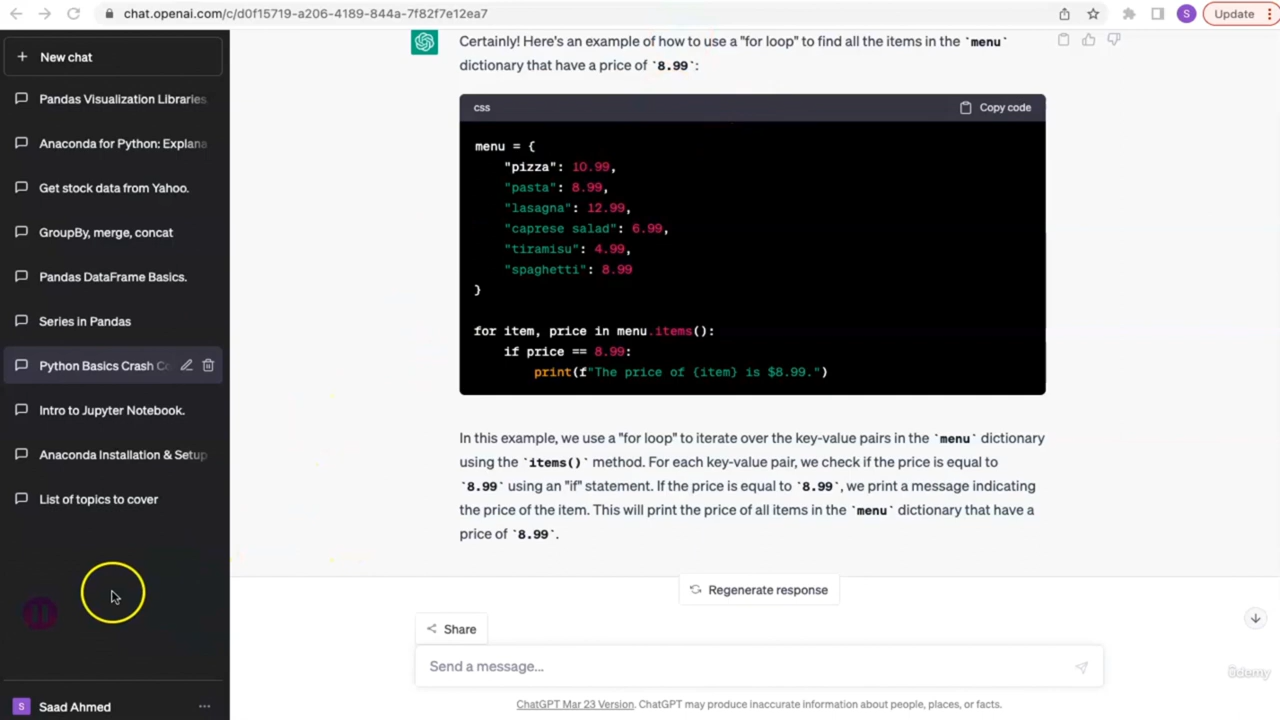 chat.openai.com/c/d0f15719-a206-4189-844a-7f82f7e12ea7
S
Update
New chat
Pandas Visualization Libraries
Anaconda for Python: Explana
Get stock data from Yahoo.
GroupBy, merge, concat
Pandas DataFrame Basics.
Series in Pandas
Python Basics Crash Co
Intro to Jupyter Notebook.
Anaconda Installation & Setup
List of topics to cover
S Saad Ahmed
Certainly! Here's an example of how to use a "for loop" to find all the items in the `menu`
dictionary that have a price of `8.99`:
css
Copy code
menu = {
"pizza": 10.99,
"pasta": 8.99,
"lasagna": 12.99,
"caprese salad": 6.99,
"tiramisu": 4.99,
"spaghetti": 8.99
}
for item, price in menu.items():
if price == 8.99:
print(f"The price of {item} is $8.99.")
In this example, we use a "for loop" to iterate over the key-value pairs in the `menu` dictionary
using the `items()` method. For each key-value pair, we check if the price is equal to
`8.99` using an "if" statement. If the price is equal to `8.99`, we print a message indicating
the price of the item. This will print the price of all items in the `menu` dictionary that have a
price of `8.99`.
Regenerate response
Share
Send a message...
ChatGPT Mar 23 Version. ChatGPT may produce inaccurate information about people, places, or facts.
ûdemy